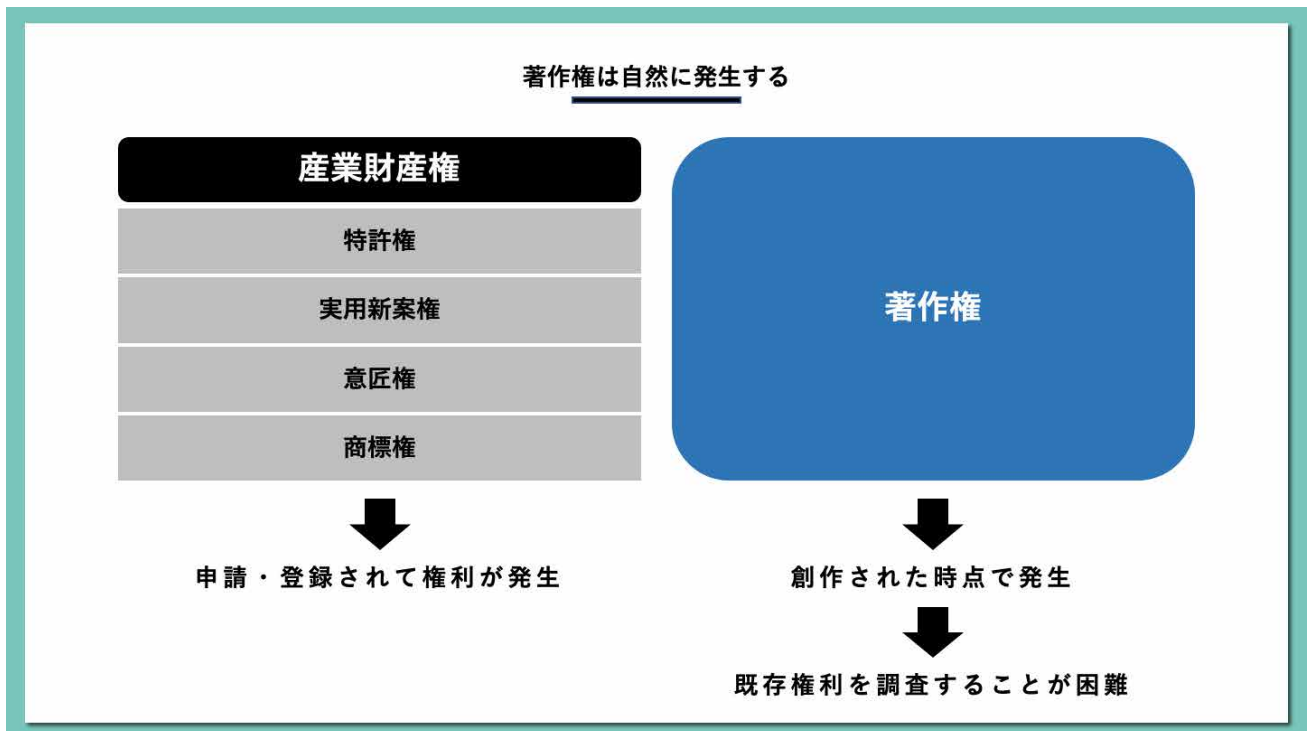 著作権は自然に発生する
産業財産権
特許権
実用新案権
意匠権
商標権
申請・登録されて権利が発生
著作権
創作された時点で発生
既存権利を調査することが困難